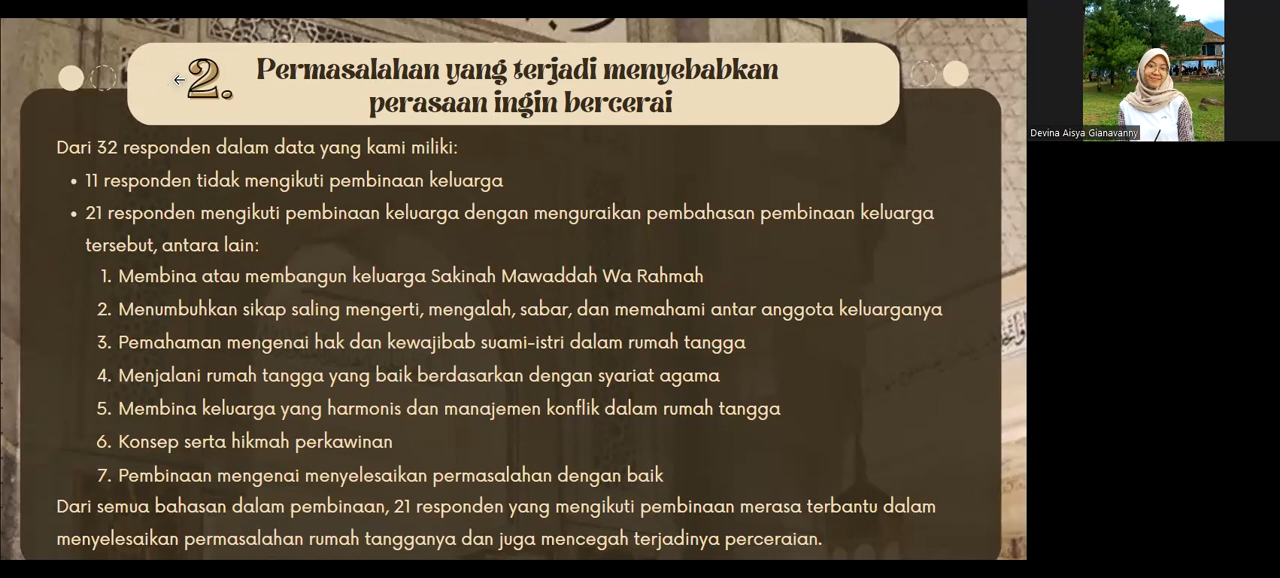 2.
Permasalahan yang terjadi menyebabkan
perasaan ingin bercerai
Dari 32 responden dalam data yang kami miliki:
• 11 responden tidak mengikuti pembinaan keluarga
• 21 responden mengikuti pembinaan keluarga dengan menguraikan pembahasan pembinaan keluarga
tersebut, antara lain:
1. Membina atau membangun keluarga Sakinah Mawaddah Wa Rahmah
2. Menumbuhkan sikap saling mengerti, mengalah, sabar, dan memahami antar anggota keluarganya
3. Pemahaman mengenai hak dan kewajibab suami-istri dalam rumah tangga
4. Menjalani rumah tangga yang baik berdasarkan dengan syariat agama
5. Membina keluarga yang harmonis dan manajemen konflik dalam rumah tangga
6. Konsep serta hikmah perkawinan
7. Pembinaan mengenai menyelesaikan permasalahan dengan baik
Dari semua bahasan dalam pembinaan, 21 responden yang mengikuti pembinaan merasa terbantu dalam
menyelesaikan permasalahan rumah tangganya dan juga mencegah terjadinya perceraian.
Devina Aisya Gianavanny